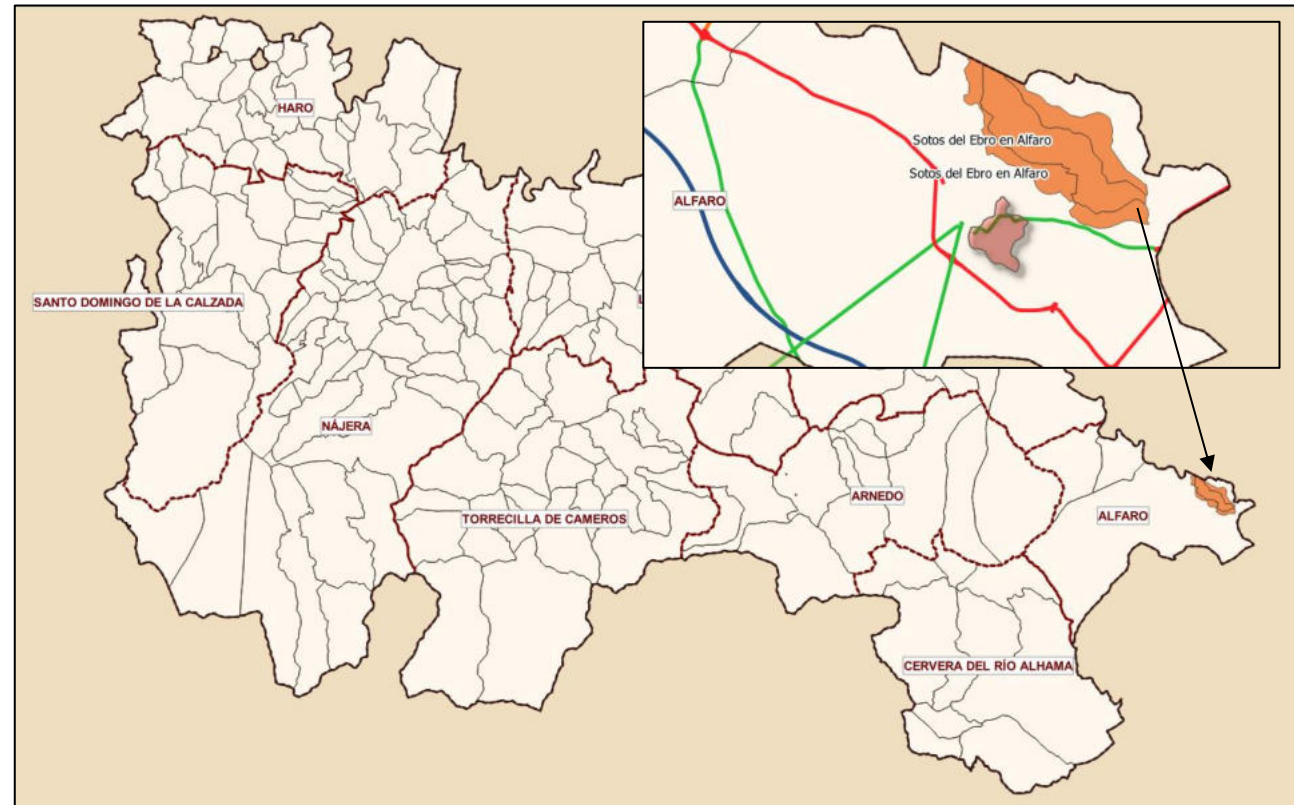 HARO
Sotos del Ebro en Alfaro
Sotos del Ebro en Alfaro
ALFARO
SANTO DOMINGO DE LA CALZADA
L
NÁJERA
ARNEDO
TORRECILLA DE CAMEROS
ALFARO
CERVERA DEL RÍO ALHAMA